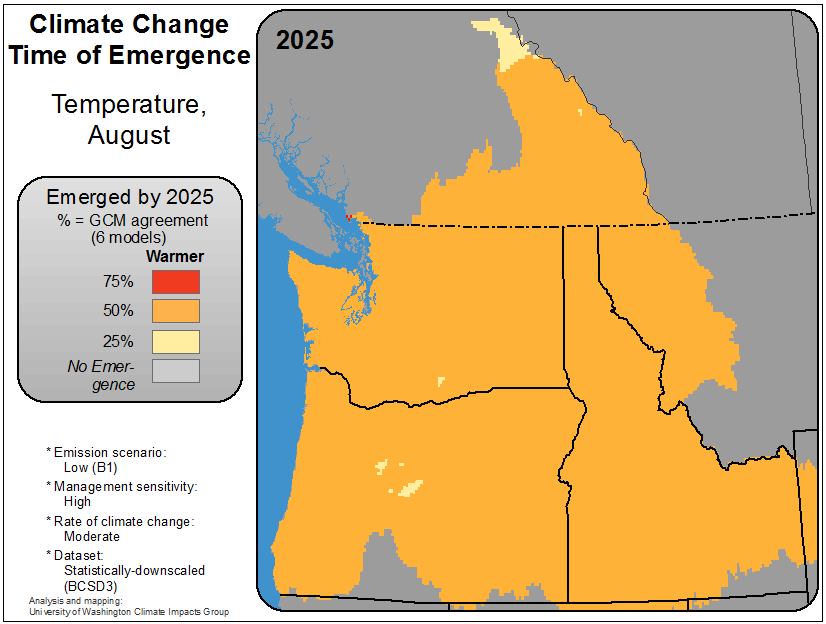 Climate Change
Time of Emergence
Temperature,
August
Emerged by 2025
% = GCM agreement
(6 models)
Warmer
75%
50%
25%
No Emer-
gence
* Emission scenario:
Low (B1)
* Management sensitivity:
High
* Rate of climate change:
Moderate
* Dataset:
Statistically-downscaled
(BCSD3)
Analysis and mapping:
University of Washington Climate Impacts Group
2025